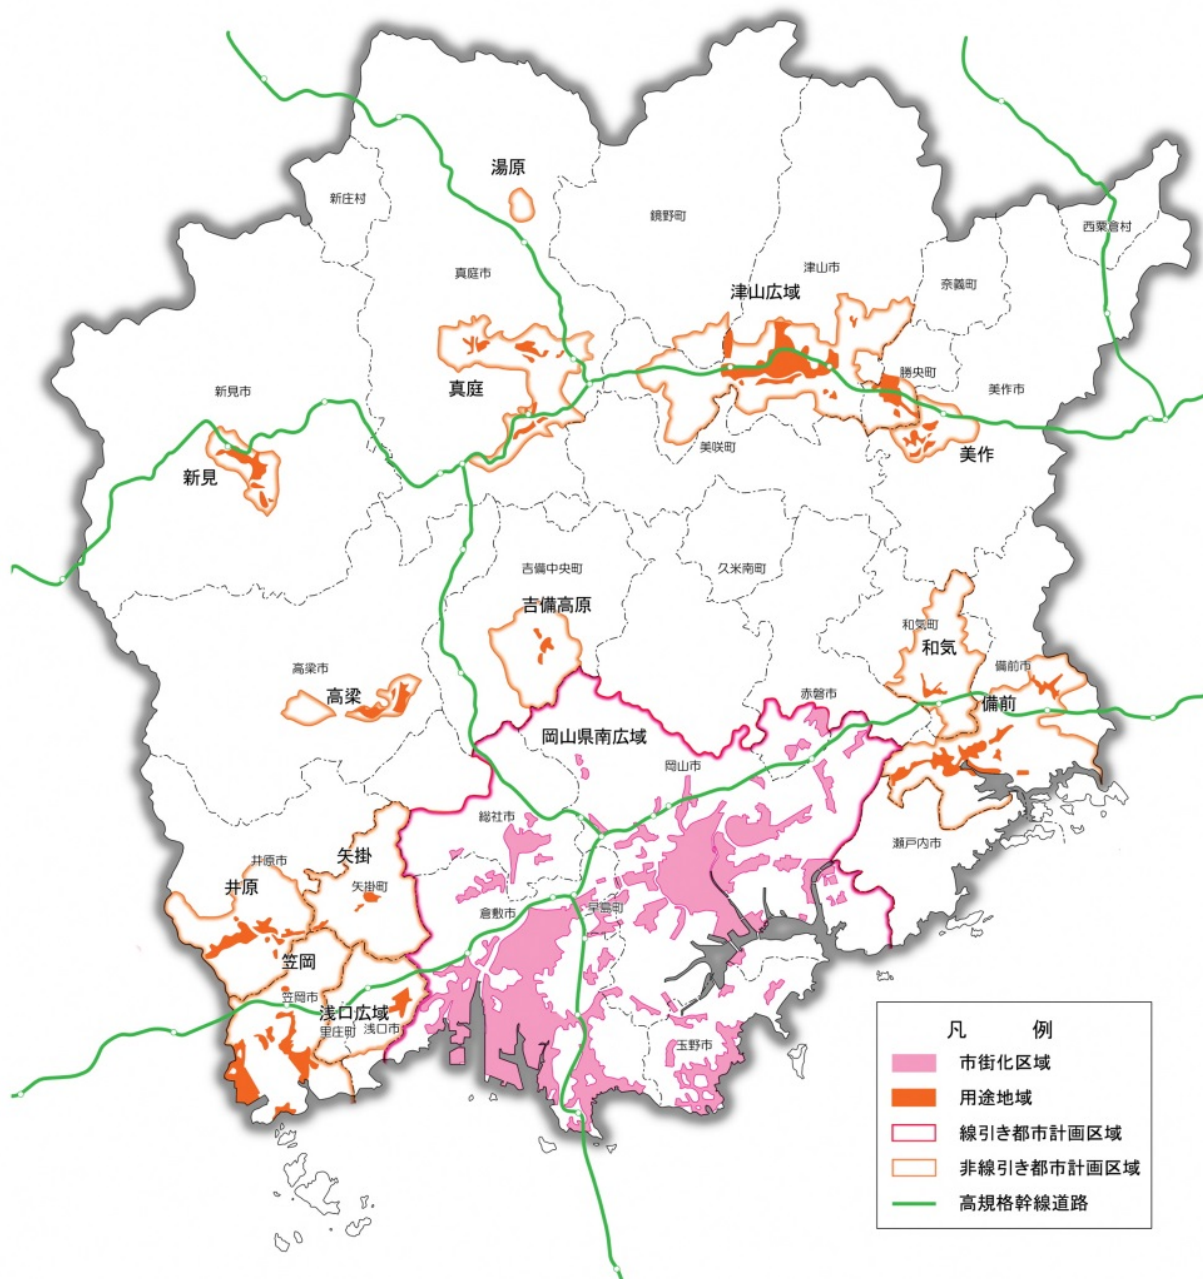 湯原
新庄村
鏡野町
西粟倉村
真庭市
津山市
奈義町
津山広域
勝央町
真庭
新見市
美作市
美咲町
美作
新見
吉備中央町
久米南町
吉備高原
和気町
和気
高梁市
備前市
高梁
赤磐市
備前
岡山県南広域
岡山市
総社市
瀬戸内市
矢掛
井原市
井原
矢掛町
倉敷市
早島町
笠岡
笠岡市
浅口広域
里庄町
浅口市
玉野市
凡 例
市街化区域
用途地域
線引き都市計画区域
非線引き都市計画区域
高規格幹線道路